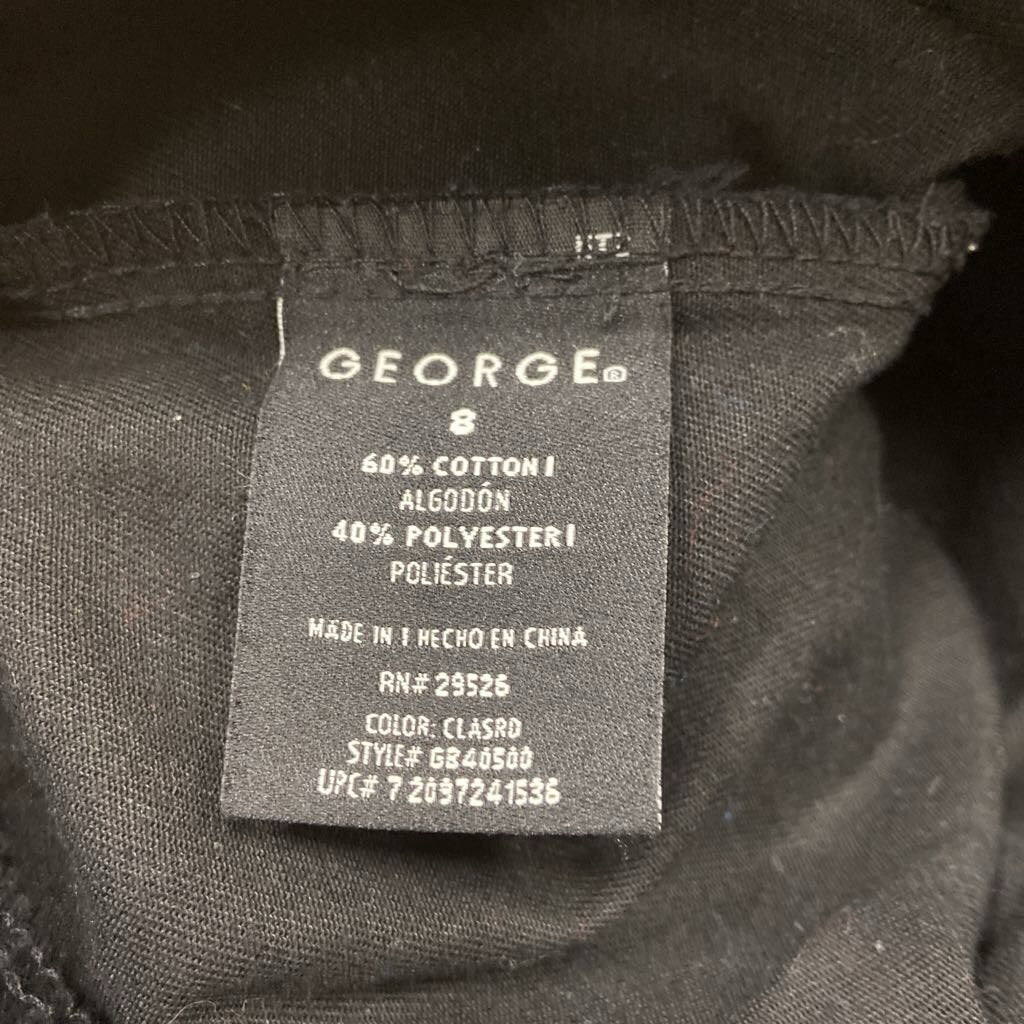 GEORGE®
8
60% COTTON|
ALGODÓN
40% POLYESTER|
POLIÉSTER
MADE IN | HECHO EN CHINA
RN# 29526
COLOR: CLASRD
STYLE# GB40500
UPC# 7 2097241536